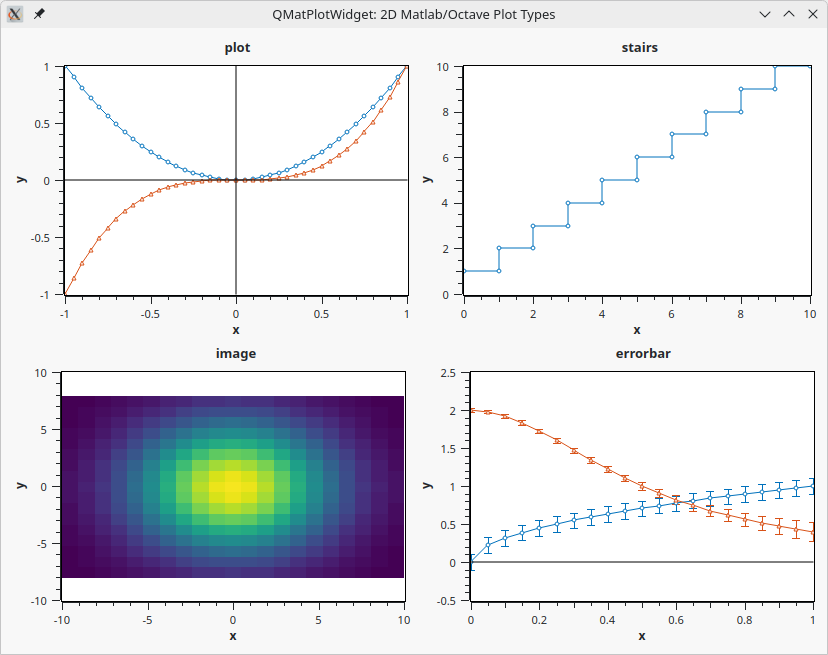 QMatPlotWidget: 2D Matlab/Octave Plot Types
plot
1
0.5
0
-0.5
-1
y
-1 -0.5 0 0.5 1
x
stairs
10
8
6
4
2
0
y
0 2 4 6 8 10
x
image
10
5
0
-5
-10
y
-10 -5 0 5 10
x
errorbar
2.5
2
1.5
1
0.5
0
-0.5
y
0 0.2 0.4 0.6 0.8 1
x